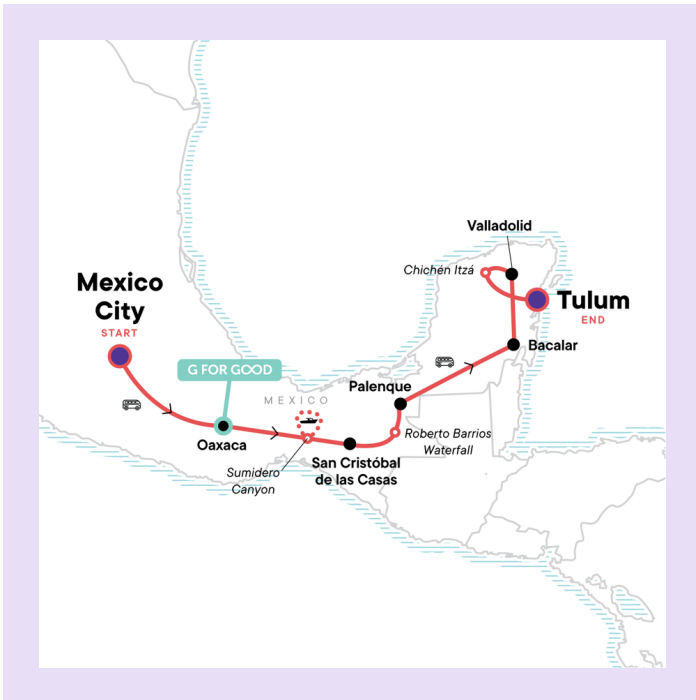 Valladolid
Chichén Itzá
Mexico
City
START
Tulum
END
Bacalar
G FOR GOOD
Palenque
MEXICO
Oaxaca
Roberto Barrios
Waterfall
Sumidero
Canyon
San Cristóbal
de las Casas